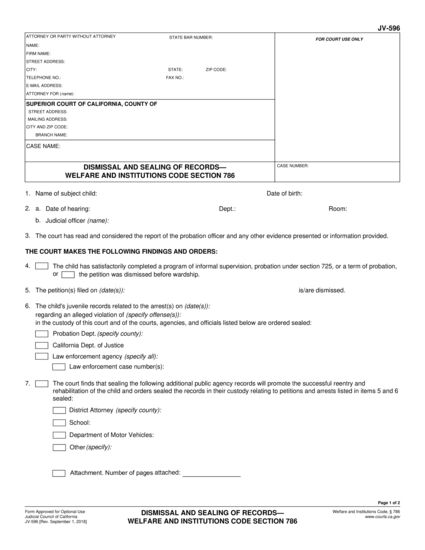 JV-596
ATTORNEY OR PARTY WITHOUT ATTORNEY STATE BAR NUMBER:
NAME:
FIRM NAME:
STREET ADDRESS:
CITY: STATE: ZIP CODE:
TELEPHONE NO.: FAX NO.:
E-MAIL ADDRESS:
ATTORNEY FOR (name):
FOR COURT USE ONLY
SUPERIOR COURT OF CALIFORNIA, COUNTY OF
STREET ADDRESS:
MAILING ADDRESS:
CITY AND ZIP CODE:
BRANCH NAME:
CASE NAME:
DISMISSAL AND SEALING OF RECORDS—
WELFARE AND INSTITUTIONS CODE SECTION 786
CASE NUMBER:
1. Name of subject child: Date of birth:
2. a. Date of hearing: Dept.: Room:
b. Judicial officer (name):
3. The court has read and considered the report of the probation officer and any other evidence presented or information provided.
THE COURT MAKES THE FOLLOWING FINDINGS AND ORDERS:
4. The child has satisfactorily completed a program of informal supervision, probation under section 725, or a term of probation,
or the petition was dismissed before wardship.
5. The petition(s) filed on (date(s)): is/are dismissed.
6. The child's juvenile records related to the arrest(s) on (date(s)):
regarding an alleged violation of (specify offense(s)):
in the custody of this court and of the courts, agencies, and officials listed below are ordered sealed:
Probation Dept. (specify county):
California Dept. of Justice
Law enforcement agency (specify all):
Law enforcement case number(s):
7. The court finds that sealing the following additional public agency records will promote the successful reentry and
rehabilitation of the child and orders sealed the records in their custody relating to petitions and arrests listed in items 5 and 6
sealed:
District Attorney (specify county):
School:
Department of Motor Vehicles:
Other (specify):
Attachment. Number of pages attached:
Page 1 of 2
Form Approved for Optional Use
Judicial Council of California
JV-596 [Rev. September 1, 2018]
DISMISSAL AND SEALING OF RECORDS—
WELFARE AND INSTITUTIONS CODE SECTION 786
Welfare and Institutions Code, § 786
www.courts.ca.gov